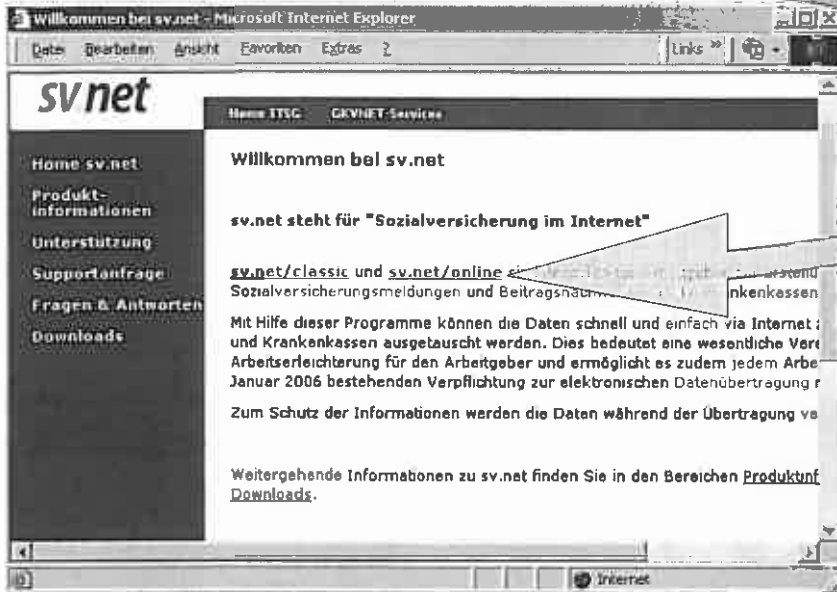 Willkommen bei sv.net - Microsoft Internet Explorer
Datei Bearbeiten Ansicht Favoriten Extras ? Links »
sv net
Home ITSG GKVNET-Services
Home sv.net
Produkt-
informationen
Unterstützung
Supportanfrage
Fragen & Antworten
Downloads
Willkommen bei sv.net
sv.net steht für "Sozialversicherung im Internet"
sv.net/classic und sv.net/online
Sozialversicherungsmeldungen und nkenkassen
Mit Hilfe dieser Programme können die Daten schnell und einfach via Internet
und Krankenkassen ausgetauscht werden. Dies bedeutet eine wesentliche Vere
Arbeitserleichterung für den Arbeitgeber und ermöglicht es zudem jedem Arbe
Januar 2006 bestehenden Verpflichtung zur elektronischen Datenübertragung
Zum Schutz der Informationen werden die Daten während der Übertragung ve
Weitergehende Informationen zu sv.net finden Sie in den Bereichen Produktinf
Downloads.
Internet